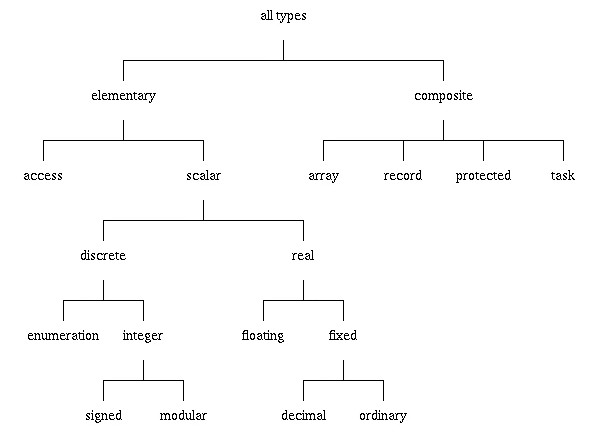 all types
elementary composite
access scalar array record protected task
discrete real
enumeration integer floating fixed
signed modular decimal ordinary